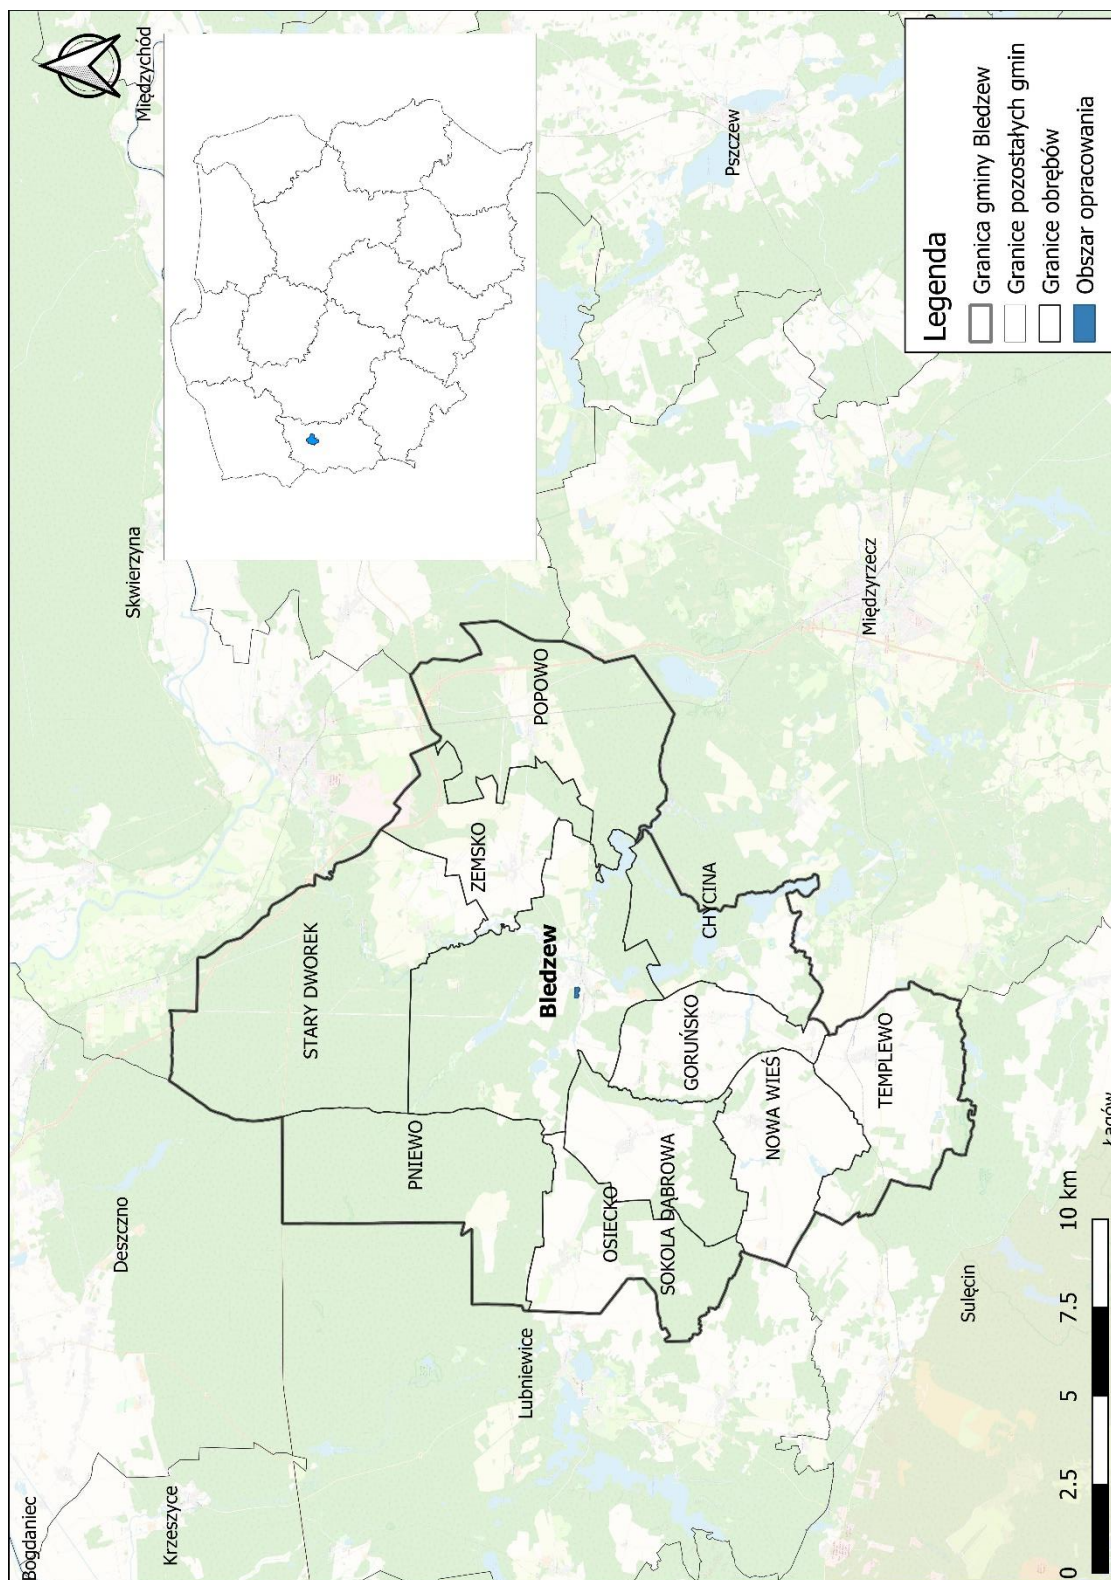 Bogdaniec
Deszczno
Skwierzyna
Międzychód
Krzeszyce
STARY DWOREK
PNIEWO
ZEMSKO
Lubniewice
POPOWO
Bledzew
OSIECKO
SOKOLA DĄBROWA
GORUŃSKO
CHYCINA
Pszczew
NOWA WIEŚ
Międzyrzecz
TEMPLEWO
Sulęcin
Łagów
0 2.5 5 7.5 10 km
Legenda
Granica gminy Bledzew
Granice pozostałych gmin
Granice obrębów
Obszar opracowania